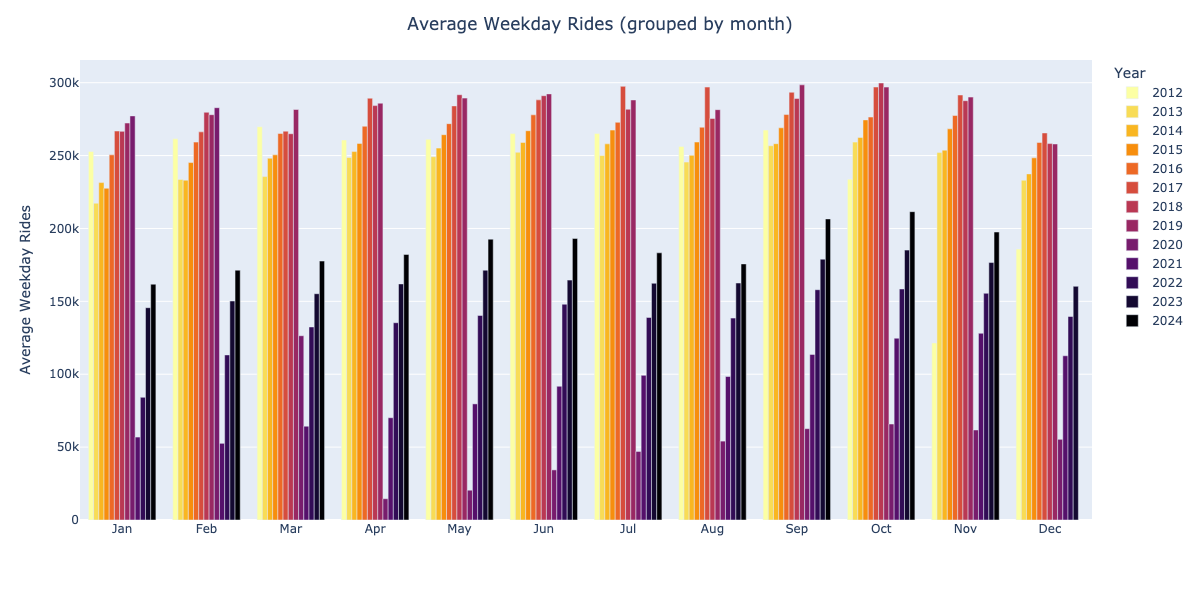 Average Weekday Rides (grouped by month)
Average Weekday Rides
300k
250k
200k
150k
100k
50k
0
Jan Feb Mar Apr May Jun Jul Aug Sep Oct Nov Dec
Year
2012
2013
2014
2015
2016
2017
2018
2019
2020
2021
2022
2023
2024